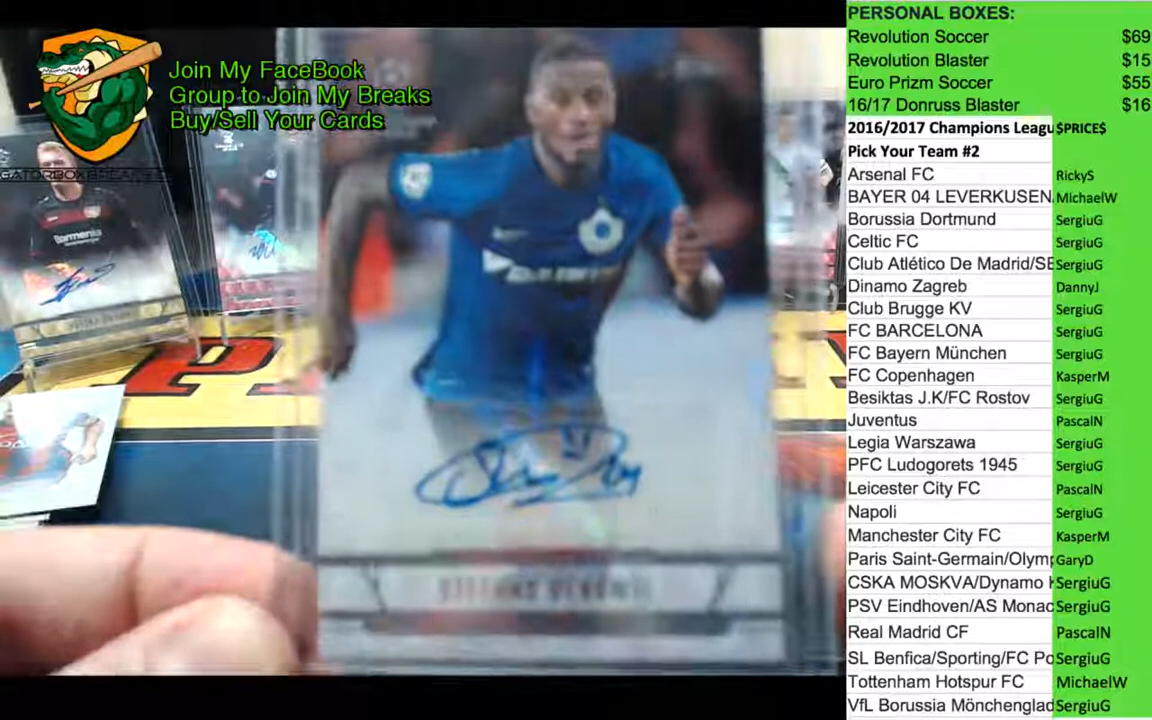 Join My FaceBook
Group to Join My Breaks
Buy/Sell Your Cards
PERSONAL BOXES:
Revolution Soccer $69
Revolution Blaster $15
Euro Prizm Soccer $55
16/17 Donruss Blaster $16
2016/2017 Champions Leagu $PRICE$
Pick Your Team #2
Arsenal FC RickyS
BAYER 04 LEVERKUSEN MichaelW
Borussia Dortmund SergiuG
Celtic FC SergiuG
Club Atlético De Madrid/SE SergiuG
Dinamo Zagreb DannyJ
Club Brugge KV SergiuG
FC BARCELONA SergiuG
FC Bayern München SergiuG
FC Copenhagen KasperM
Besiktas J.K/FC Rostov SergiuG
Juventus PascalN
Legia Warszawa SergiuG
PFC Ludogorets 1945 SergiuG
Leicester City FC PascalN
Napoli SergiuG
Manchester City FC KasperM
Paris Saint-Germain/Olymp GaryD
CSKA MOSKVA/Dynamo K SergiuG
PSV Eindhoven/AS Monac SergiuG
Real Madrid CF PascalN
SL Benfica/Sporting/FC Po SergiuG
Tottenham Hotspur FC MichaelW
VfL Borussia Mönchenglad SergiuG